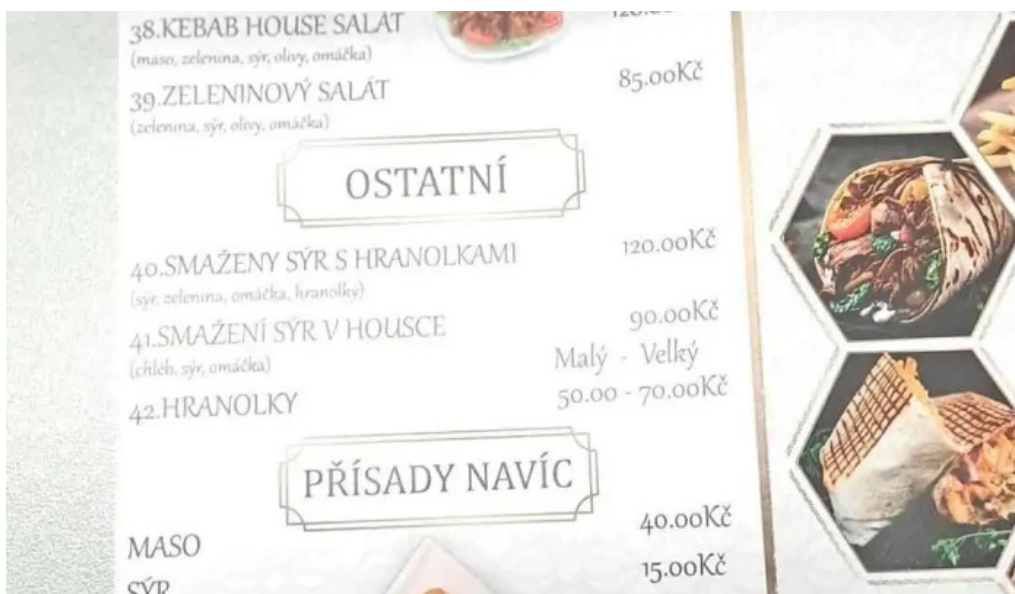 38.KEBAB HOUSE SALÁT
(maso, zelenina, sýr, olivy, omáčka)
39.ZELENINOVÝ SALÁT 85.00Kč
(zelenina, sýr, olivy, omáčka)
OSTATNÍ
40.SMAŽENY SÝR S HRANOLKAMI 120.00Kč
(sýr, zelenina, omáčka, hranolky)
41.SMAŽENÍ SÝR V HOUSCE 90.00Kč
(chléb, sýr, omáčka)
Malý - Velký
42.HRANOLKY 50.00 - 70.00Kč
PŘÍSADY NAVÍC
MASO 40.00Kč
SÝR 15.00Kč